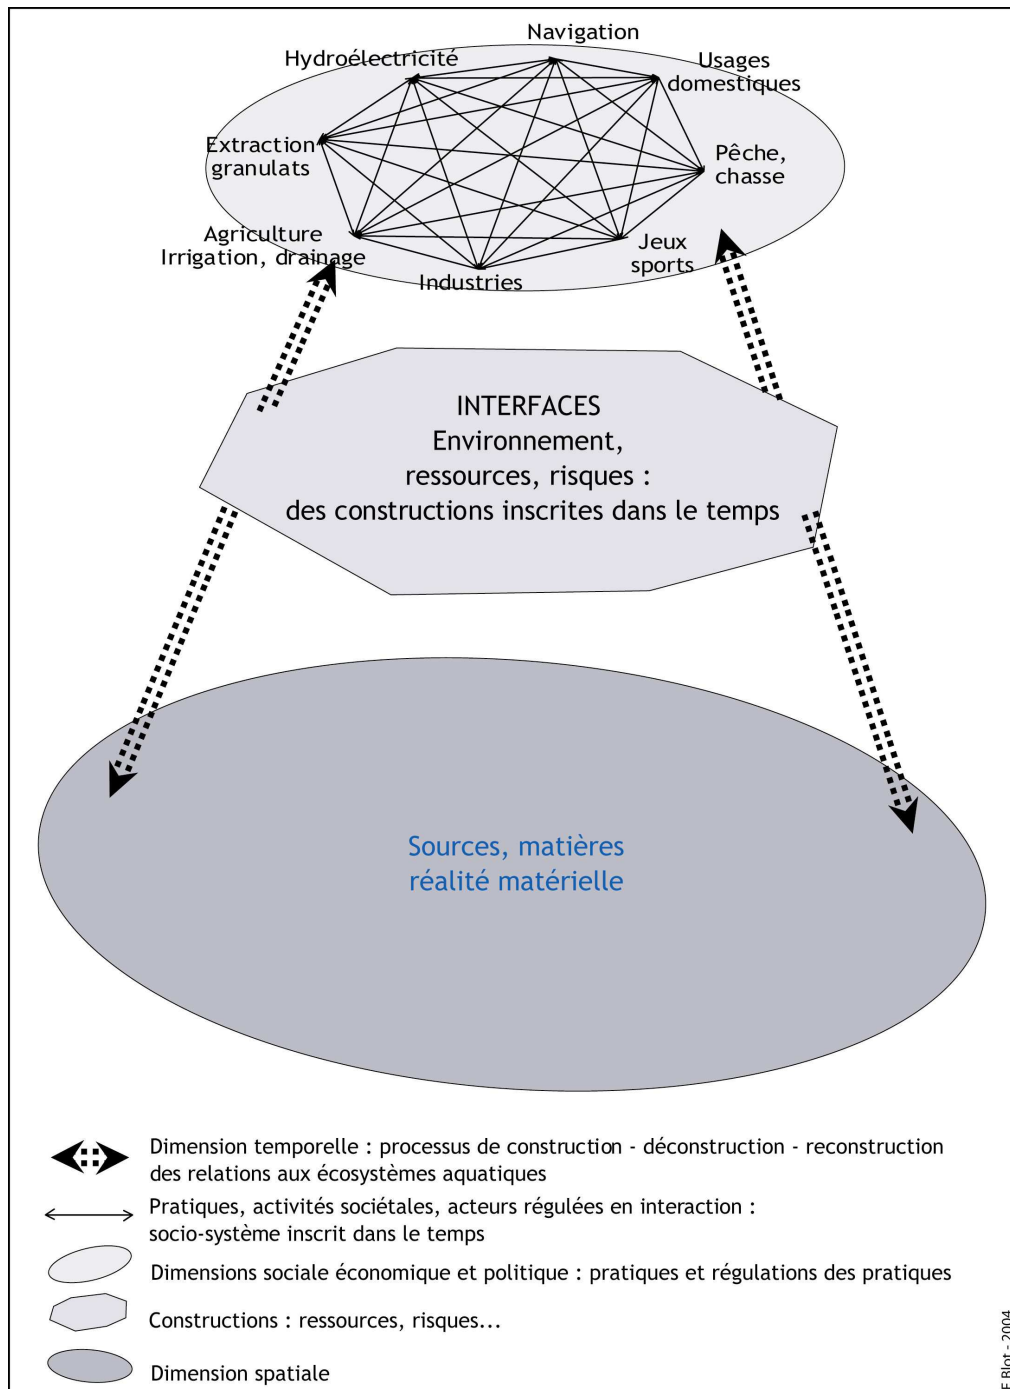 Navigation
Hydroélectricité
Usages
domestiques
Extraction
granulats
Pêche,
chasse
Agriculture
Irrigation, drainage
Jeux
sports
Industries
INTERFACES
Environnement,
ressources, risques :
des constructions inscrites dans le temps
Sources, matières
réalité matérielle
Dimension temporelle : processus de construction - déconstruction - reconstruction
des relations aux écosystèmes aquatiques
Pratiques, activités sociétales, acteurs régulées en interaction :
socio-système inscrit dans le temps
Dimensions sociale économique et politique : pratiques et régulations des pratiques
Constructions : ressources, risques...
Dimension spatiale
F Blot - 2004